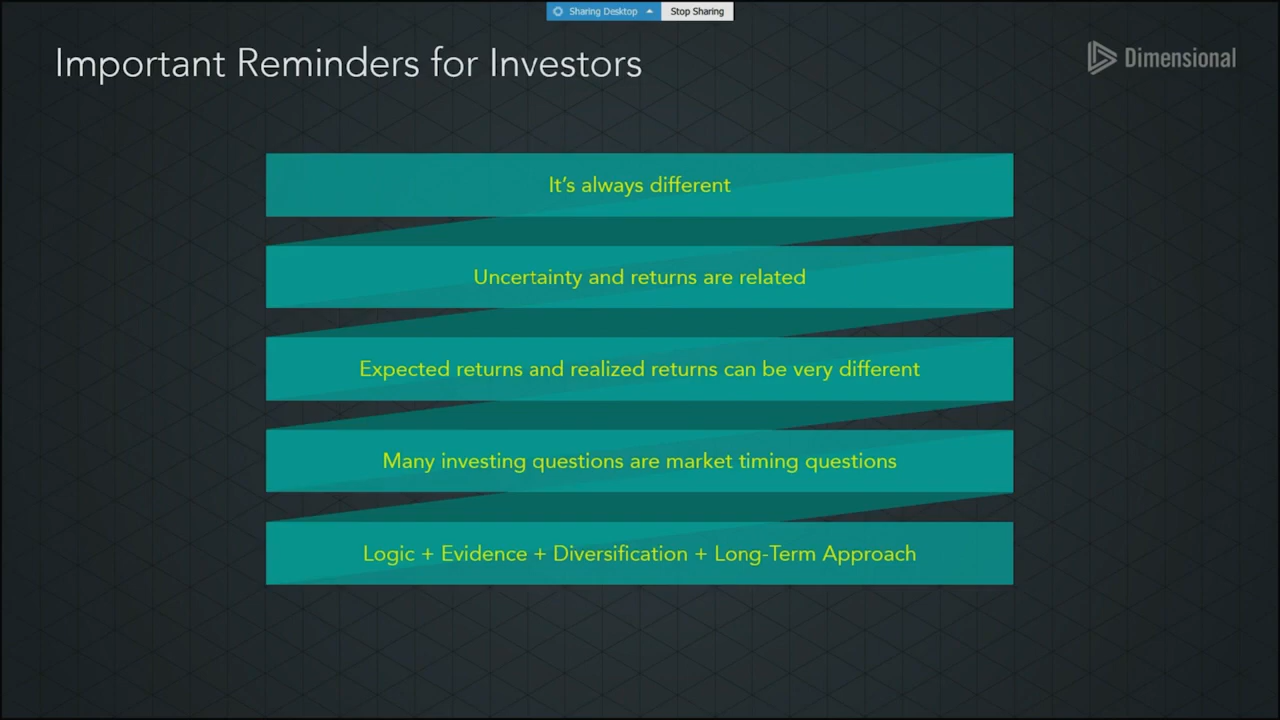 Sharing Desktop Stop Sharing
Important Reminders for Investors
Dimensional
It's always different
Uncertainty and returns are related
Expected returns and realized returns can be very different
Many investing questions are market timing questions
Logic + Evidence + Diversification + Long-Term Approach